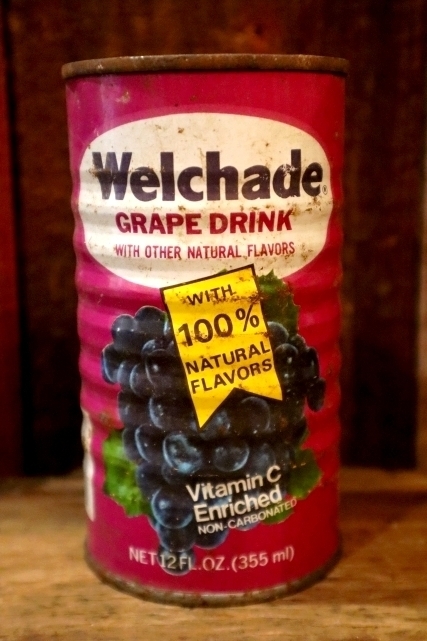 Welchade®
GRAPE DRINK
WITH OTHER NATURAL FLAVORS
WITH
100%
NATURAL
FLAVORS
Vitamin C
Enriched
NON-CARBONATED
NET 12 FL. OZ. (355 ml)